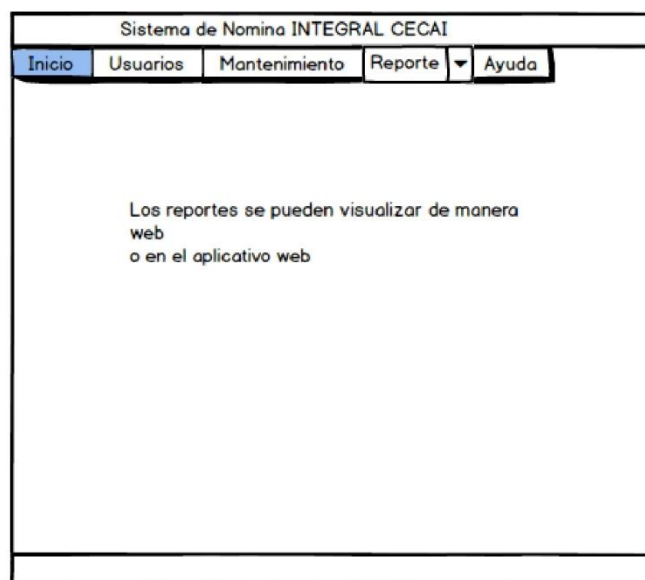 Sistema de Nomina INTEGRAL CECAI
Inicio Usuarios Mantenimiento Reporte Ayuda
Los reportes se pueden visualizar de manera
web
o en el aplicativo web